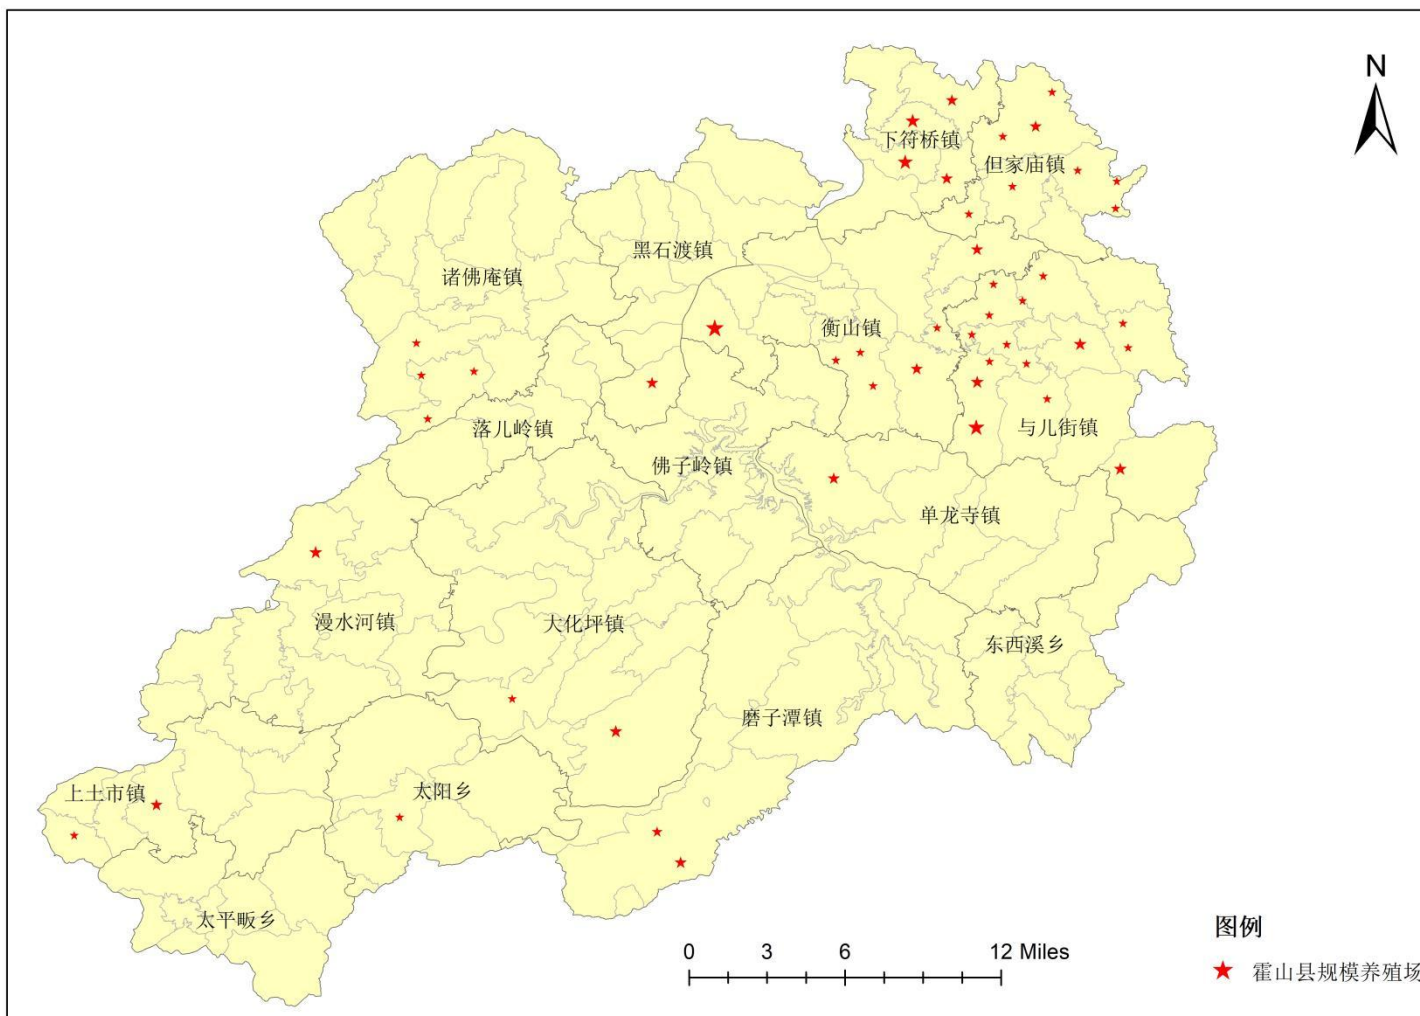 N
下符桥镇
但家庙镇
黑石渡镇
诸佛庵镇
衡山镇
落儿岭镇
与儿街镇
佛子岭镇
单龙寺镇
漫水河镇
大化坪镇
东西溪乡
磨子潭镇
上土市镇
太阳乡
太平畈乡
图例
0 3 6 12 Miles
霍山县规模养殖场